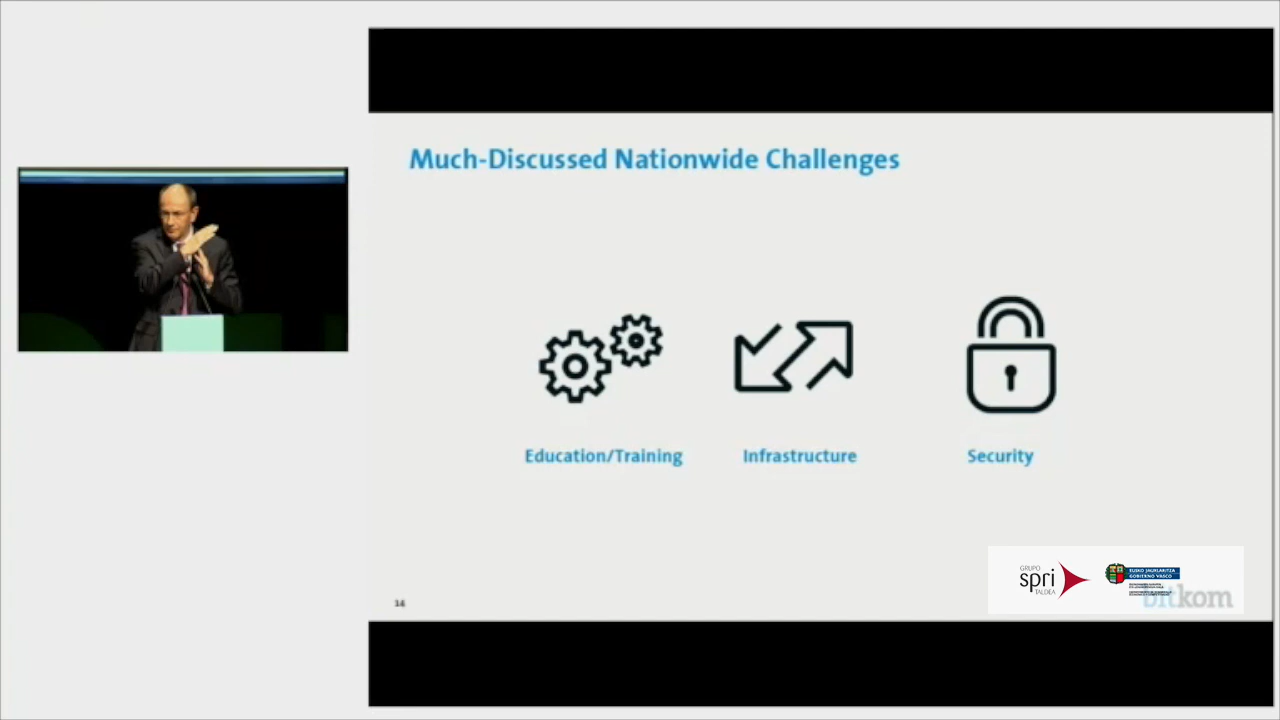 Much-Discussed Nationwide Challenges
Education/Training
Infrastructure
Security
14
GRUPO
spri
TALDEA
EUSKO JAURLARITZA
GOBIERNO VASCO
bitkom